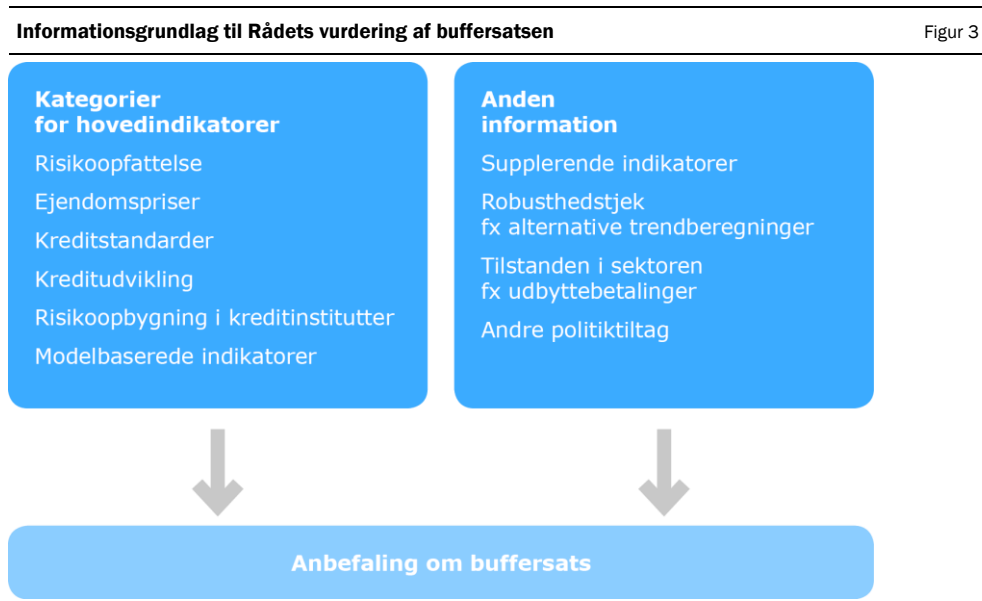 Informationsgrundlag til Rådets vurdering af buffersatsen
Figur 3
Kategorier
for hovedindikatorer
Risikoopfattelse
Ejendomspriser
Kreditstandarder
Kreditudvikling
Risikoopbygning i kreditinstitutter
Modelbaserede indikatorer
Anden
information
Supplerende indikatorer
Robusthedstjek
fx alternative trendberegninger
Tilstanden i sektoren
fx udbyttebetalinger
Andre politiktiltag
Anbefaling om buffersats